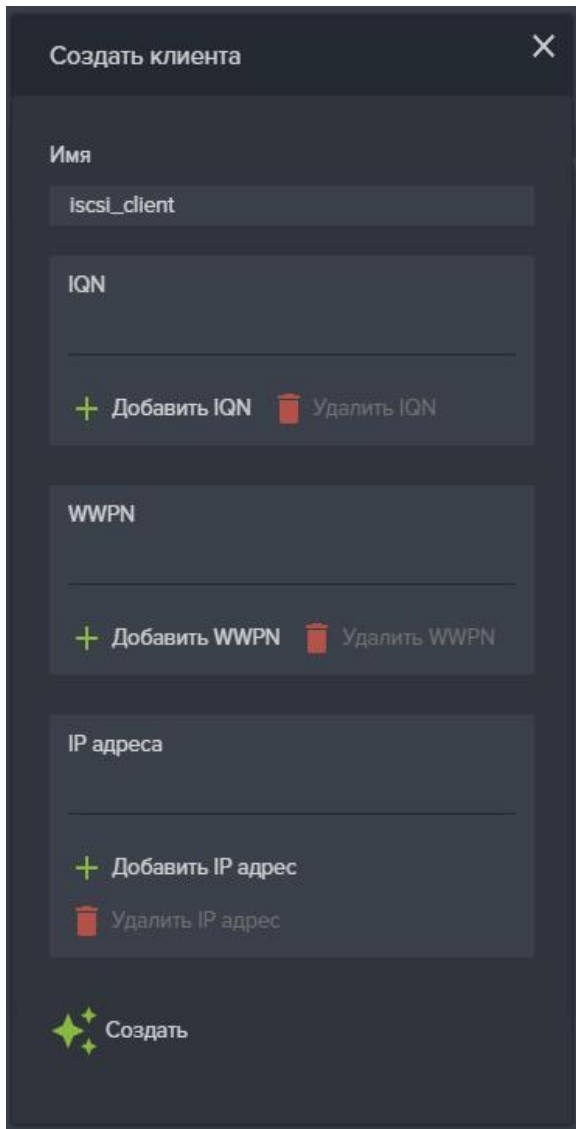 Создать клиента
Имя
iscsi_client
IQN
Добавить IQN Удалить IQN
WWPN
Добавить WWPN Удалить WWPN
IP адреса
Добавить IP адрес
Удалить IP адрес
Создать